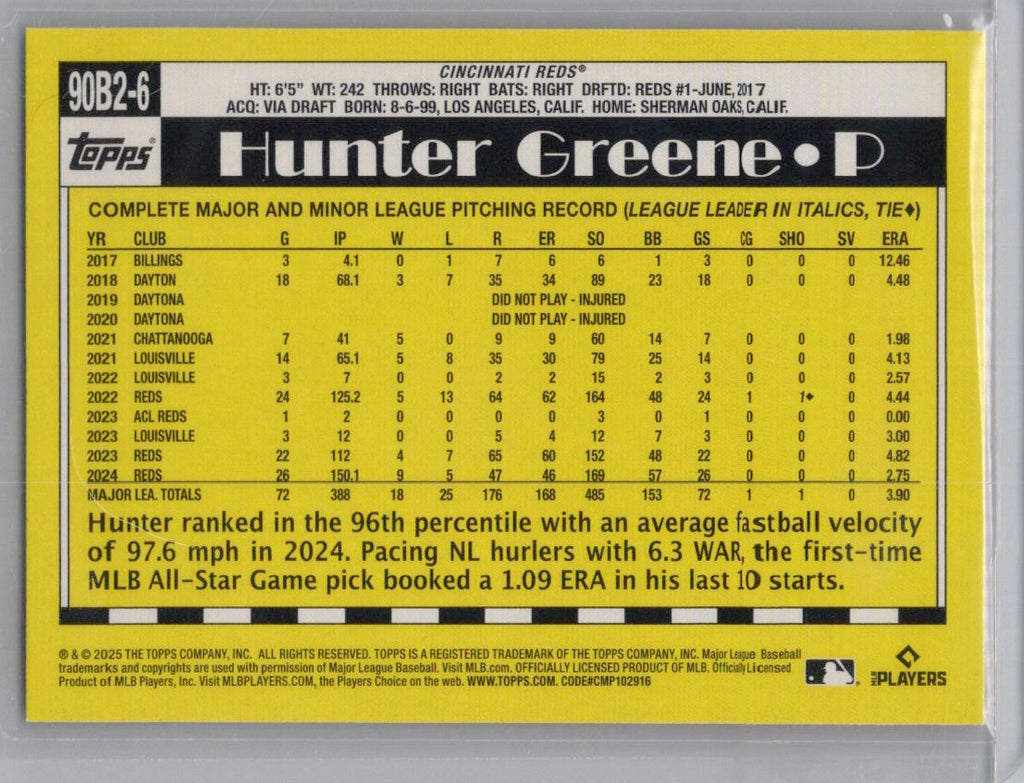 90B2-6
CINCINNATI REDS®
HT: 6'5" WT: 242 THROWS: RIGHT BATS: RIGHT DRFTD: REDS #1-JUNE, 2017
ACQ: VIA DRAFT BORN: 8-6-99, LOS ANGELES, CALIF. HOME: SHERMAN OAKS, CALIF.
topps®
Hunter Greene • P
COMPLETE MAJOR AND MINOR LEAGUE PITCHING RECORD (LEAGUE LEADER IN ITALICS, TIE♦)
YR CLUB G IP W L R ER SO BB GS CG SHO SV ERA
2017 BILLINGS 3 4.1 0 1 7 6 6 1 3 0 0 0 12.46
2018 DAYTON 18 68.1 3 7 35 34 89 23 18 0 0 0 4.48
2019 DAYTONA DID NOT PLAY - INJURED
2020 DAYTONA DID NOT PLAY - INJURED
2021 CHATTANOOGA 7 41 5 0 9 9 60 14 7 0 0 0 1.98
2021 LOUISVILLE 14 65.1 5 8 35 30 79 25 14 0 0 0 4.13
2022 LOUISVILLE 3 7 0 0 2 2 15 2 3 0 0 0 2.57
2022 REDS 24 125.2 5 13 64 62 164 48 24 1 1♦ 0 4.44
2023 ACL REDS 1 2 0 0 0 0 3 0 1 0 0 0 0.00
2023 LOUISVILLE 3 12 0 0 5 4 12 7 3 0 0 0 3.00
2023 REDS 22 112 4 7 65 60 152 48 22 0 0 0 4.82
2024 REDS 26 150.1 9 5 47 46 169 57 26 0 0 0 2.75
MAJOR LEA. TOTALS 72 388 18 25 176 168 485 153 72 1 1 0 3.90
Hunter ranked in the 96th percentile with an average fastball velocity
of 97.6 mph in 2024. Pacing NL hurlers with 6.3 WAR, the first-time
MLB All-Star Game pick booked a 1.09 ERA in his last 10 starts.
® & © 2025 THE TOPPS COMPANY, INC. ALL RIGHTS RESERVED. TOPPS IS A REGISTERED TRADEMARK OF THE TOPPS COMPANY, INC. Major League Baseball
trademarks and copyrights are used with permission of Major League Baseball. Visit MLB.com. OFFICIALLY LICENSED PRODUCT OF MLB. Officially Licensed
Product of MLB Players, Inc. Visit MLBPLAYERS.COM, the Players Choice on the web. WWW.TOPPS.COM. CODE#CMP102916
MLB PLAYERS